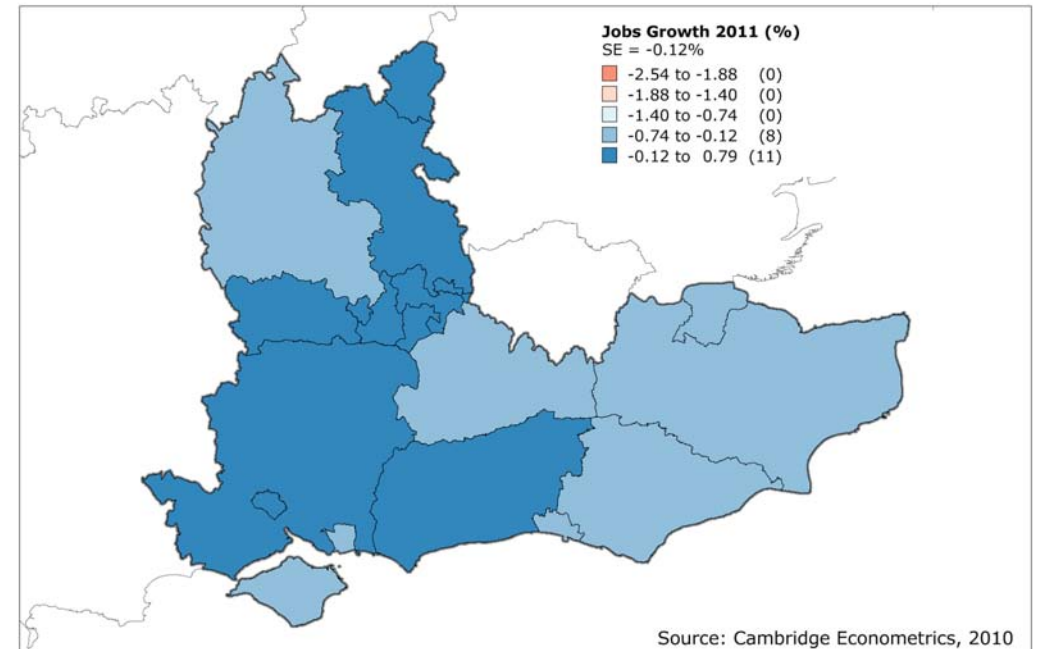 Jobs Growth 2011 (%)
SE = -0.12%
-2.54 to -1.88 (0)
-1.88 to -1.40 (0)
-1.40 to -0.74 (0)
-0.74 to -0.12 (8)
-0.12 to 0.79 (11)
Source: Cambridge Econometrics, 2010